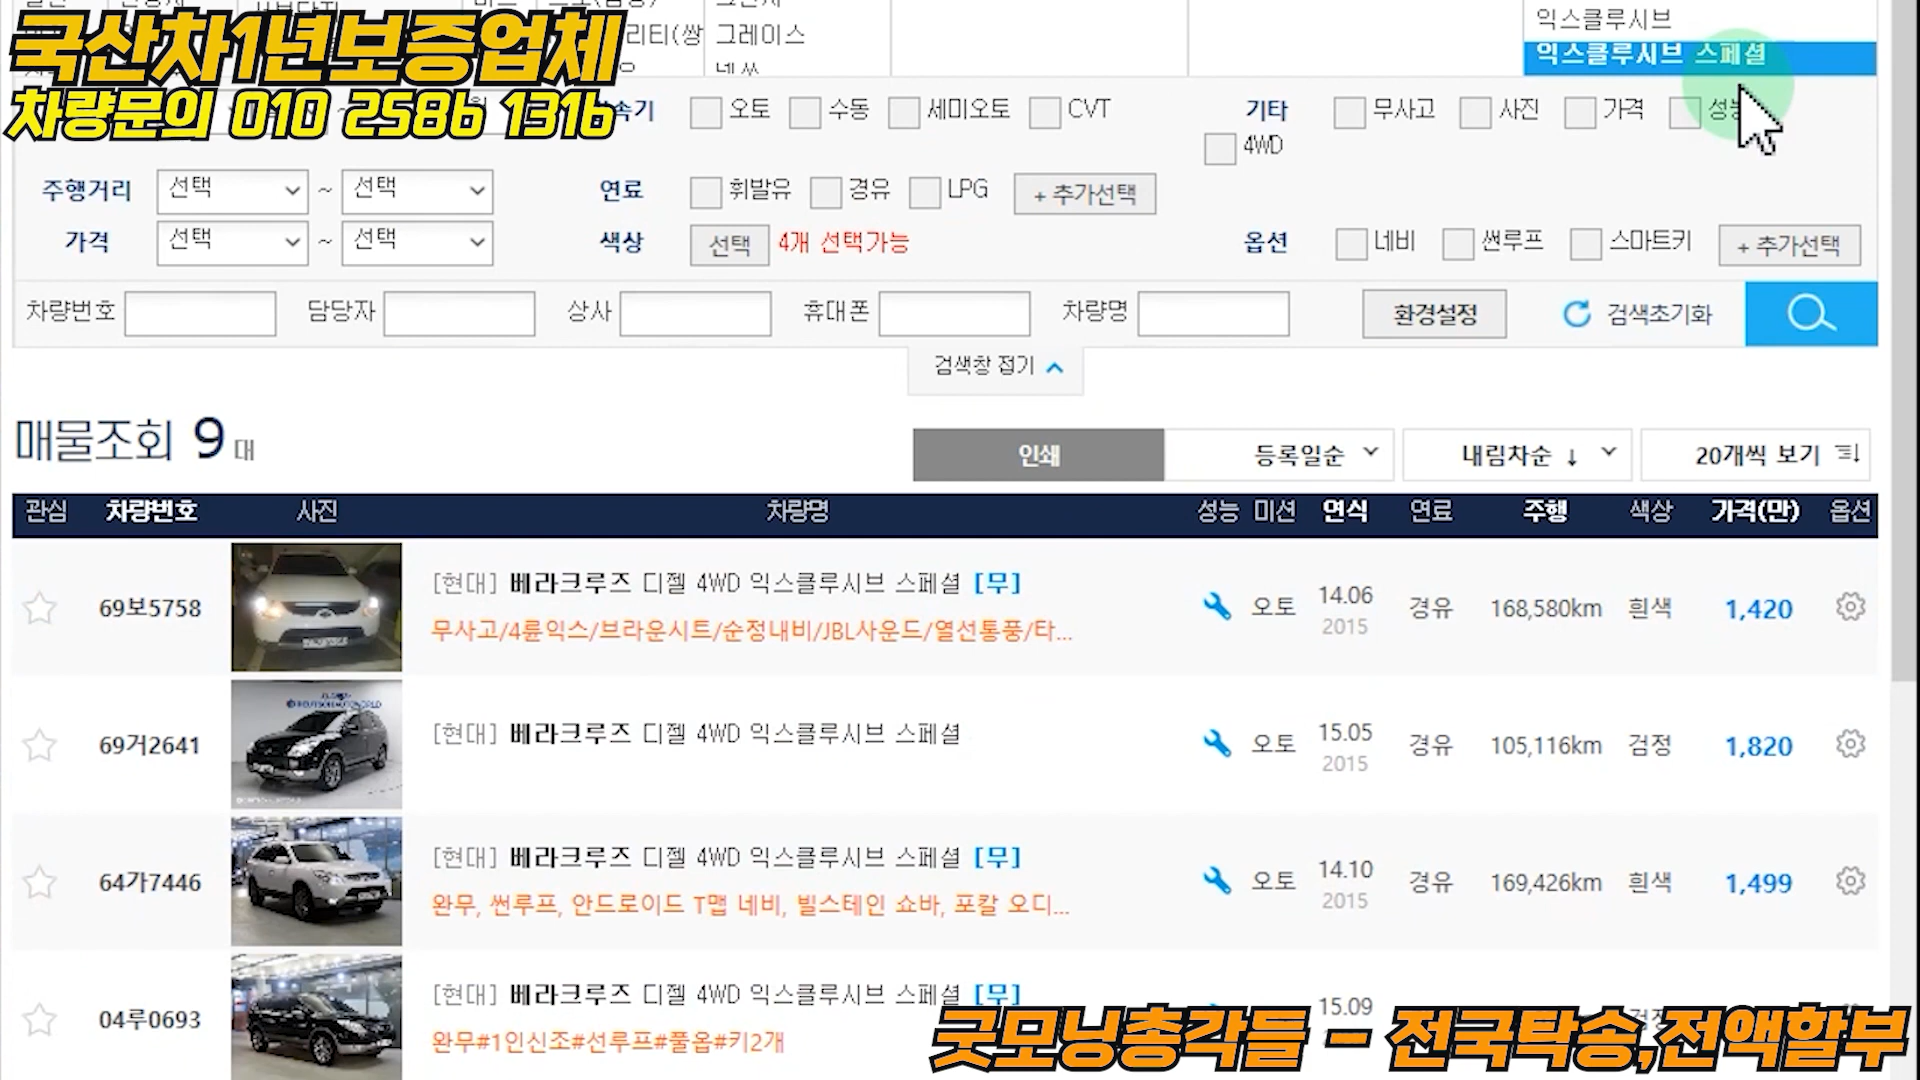 국산차1년보증업체
차량문의 010 2586 1316
그레이스
익스클루시브
익스클루시브 스페셜
오토 수동 세미오토 CVT
기타 무사고 사진 가격
4WD
주행거리 선택 ~ 선택
연료 휘발유 경유 LPG + 추가선택
가격 선택 ~ 선택
색상 선택 4개 선택가능
옵션 네비 썬루프 스마트키 + 추가선택
차량번호 담당자 상사 휴대폰 차량명 환경설정 검색초기화
검색창 접기
매물조회 9 대
인쇄 등록일순 내림차순 ↓ 20개씩 보기
관심 차량번호 사진 차량명 성능 미션 연식 연료 주행 색상 가격(만) 옵션
[현대] 베라크루즈 디젤 4WD 익스클루시브 스페셜 [무]
69보5758 오토 14.06 경유 168,580km 흰색 1,420
2015
무사고/4륜익스/브라운시트/순정내비/JBL사운드/열선통풍/타...
[현대] 베라크루즈 디젤 4WD 익스클루시브 스페셜
69거2641 오토 15.05 경유 105,116km 검정 1,820
2015
[현대] 베라크루즈 디젤 4WD 익스클루시브 스페셜 [무]
64가7446 오토 14.10 경유 169,426km 흰색 1,499
2015
완무, 썬루프, 안드로이드 T맵 네비, 빌스테인 쇼바, 포칼 오디...
[현대] 베라크루즈 디젤 4WD 익스클루시브 스페셜 [무]
04루0693 15.09
완무#1인신조#선루프#풀옵#키2개
굿모닝총각들 - 전국탁송,전액할부